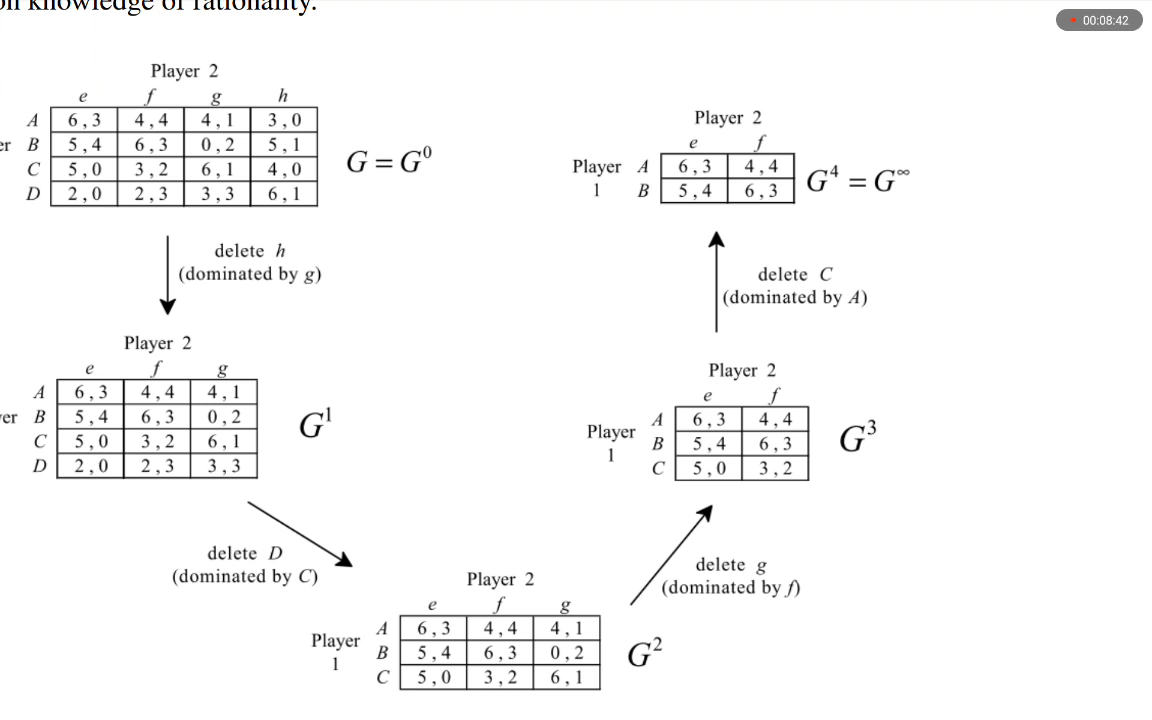 on knowledge of rationality.
00:08:42
Player 2
e f g h
A 6,3 4,4 4,1 3,0
er B 5,4 6,3 0,2 5,1
C 5,0 3,2 6,1 4,0
D 2,0 2,3 3,3 6,1
G = G⁰
delete h
(dominated by g)
Player 2
e f g
A 6,3 4,4 4,1
er B 5,4 6,3 0,2
C 5,0 3,2 6,1
D 2,0 2,3 3,3
G¹
delete D
(dominated by C)
Player 2
e f g
A 6,3 4,4 4,1
Player 1 B 5,4 6,3 0,2
C 5,0 3,2 6,1
G²
delete g
(dominated by f)
Player 2
e f
A 6,3 4,4
Player 1 B 5,4 6,3
C 5,0 3,2
G³
delete C
(dominated by A)
Player 2
e f
Player A 6,3 4,4
1 B 5,4 6,3
G⁴ = G∞